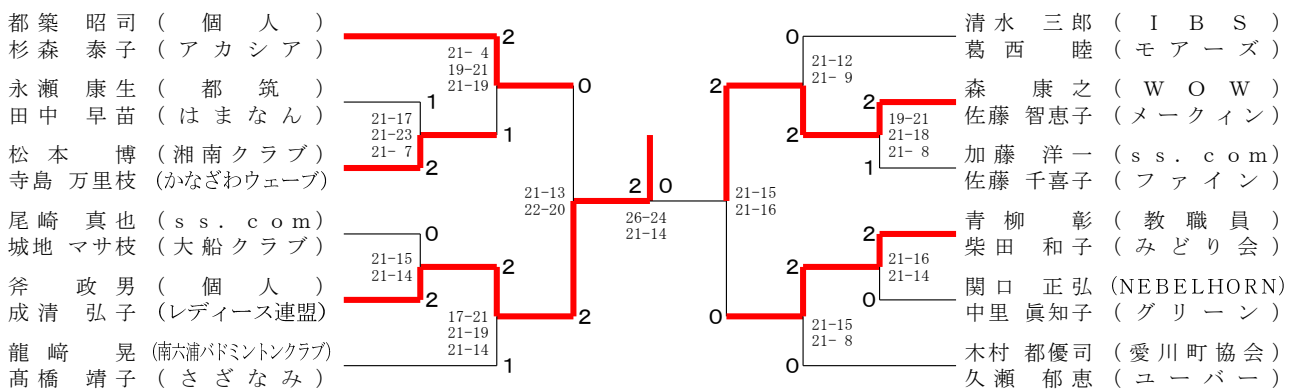 都築 昭司 ( 個 人 )
杉森 泰子 ( アカシア )
永瀬 康生 ( 都 筑 )
田中 早苗 ( はまなん )
松本 博 (湘南クラブ)
寺島 万里枝 (かなざわウェーブ)
尾崎 真也 ( s s . c o m )
城地 マサ枝 (大船クラブ)
斧 政男 ( 個 人 )
成清 弘子 (レディース連盟)
龍﨑 晃 (南六浦バドミントンクラブ)
髙橋 靖子 ( さざなみ )
2
21- 4
19-21
21-19
1
21-17
21-23
21- 7
2
1
0
21-13
22-20
0
21-15
21-14
2
2
17-21
21-19
21-14
1
2
2 0
26-24
21-14
0
21-12
21- 9
2
2
2
19-21
21-18
21- 8
1
21-15
21-16
2
21-16
21-14
0
2
0
21-15
21- 8
0
清水 三郎 ( I B S )
葛西 睦 ( モアーズ )
森 康之 ( W O W )
佐藤 智恵子 ( メークィン )
加藤 洋一 ( s s . c o m )
佐藤 千喜子 ( ファイン )
青柳 彰 ( 教職員 )
柴田 和子 ( みどり会 )
関口 正弘 (NEBELHORN)
中里 眞知子 ( グリーン )
木村 都優司 ( 愛川町協会 )
久瀬 郁恵 ( ユーバー )